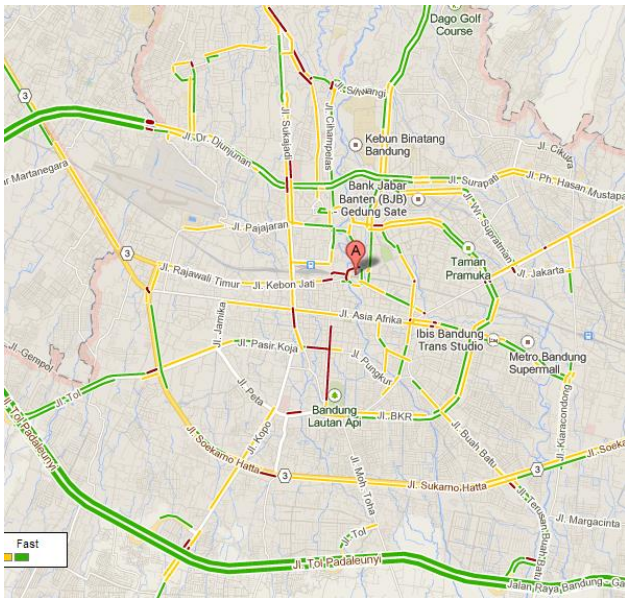 Dago Golf
Course
3
Jl. Siliwangi
Jl. Sukajadi
Jl. Cihampelas
Jl. Dr. Djunjunan
Kebun Binatang
Bandung
Jl. Cikutra
Martanegara
Bank Jabar
Banten (BJB)
- Gedung Sate
Jl. Surapati
Jl. Ph. Hasan Mustapa
Jl. Pajajaran
Jl. Wr. Supratman
3
A
Taman
Pramuka
Jl. Rajawali Timur
Jl. Kebon Jati
Jl. Jakarta
Jl. Jamika
Jl. Asia Afrika
Ibis Bandung
Trans Studio
Jl. Gempol
Jl. Pasir Koja
Jl. Pungkur
Metro Bandung
Supermall
Jl. Tol
Jl. Peta
Bandung
Lautan Api
Jl. BKR
Jl. Kiaracondong
Jl. Tol Padaleunyi
Jl. Kopo
Jl. Buah Batu
Jl. Soekarno Hatta
3
Jl. Moh. Toha
Jl. Sukarno Hatta
3
Jl. Soeka
Jl. Terusan Buah Batu
Jl. Margacinta
Jl. Tol
Fast
Jl. Tol Padaleunyi
Jalan Raya Bandung - Ga